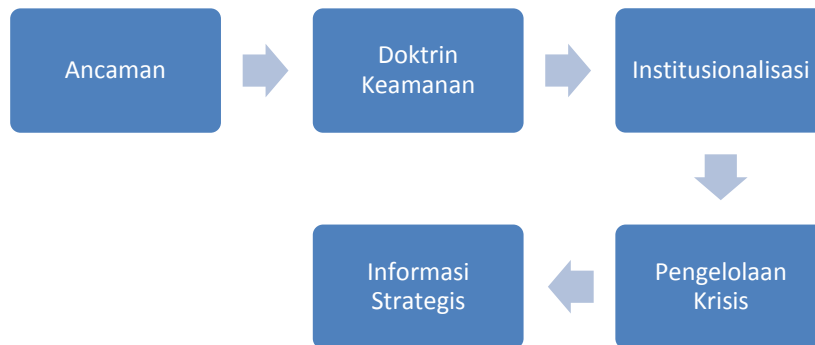 Ancaman
Doktrin
Keamanan
Institusionalisasi
Pengelolaan
Krisis
Informasi
Strategis